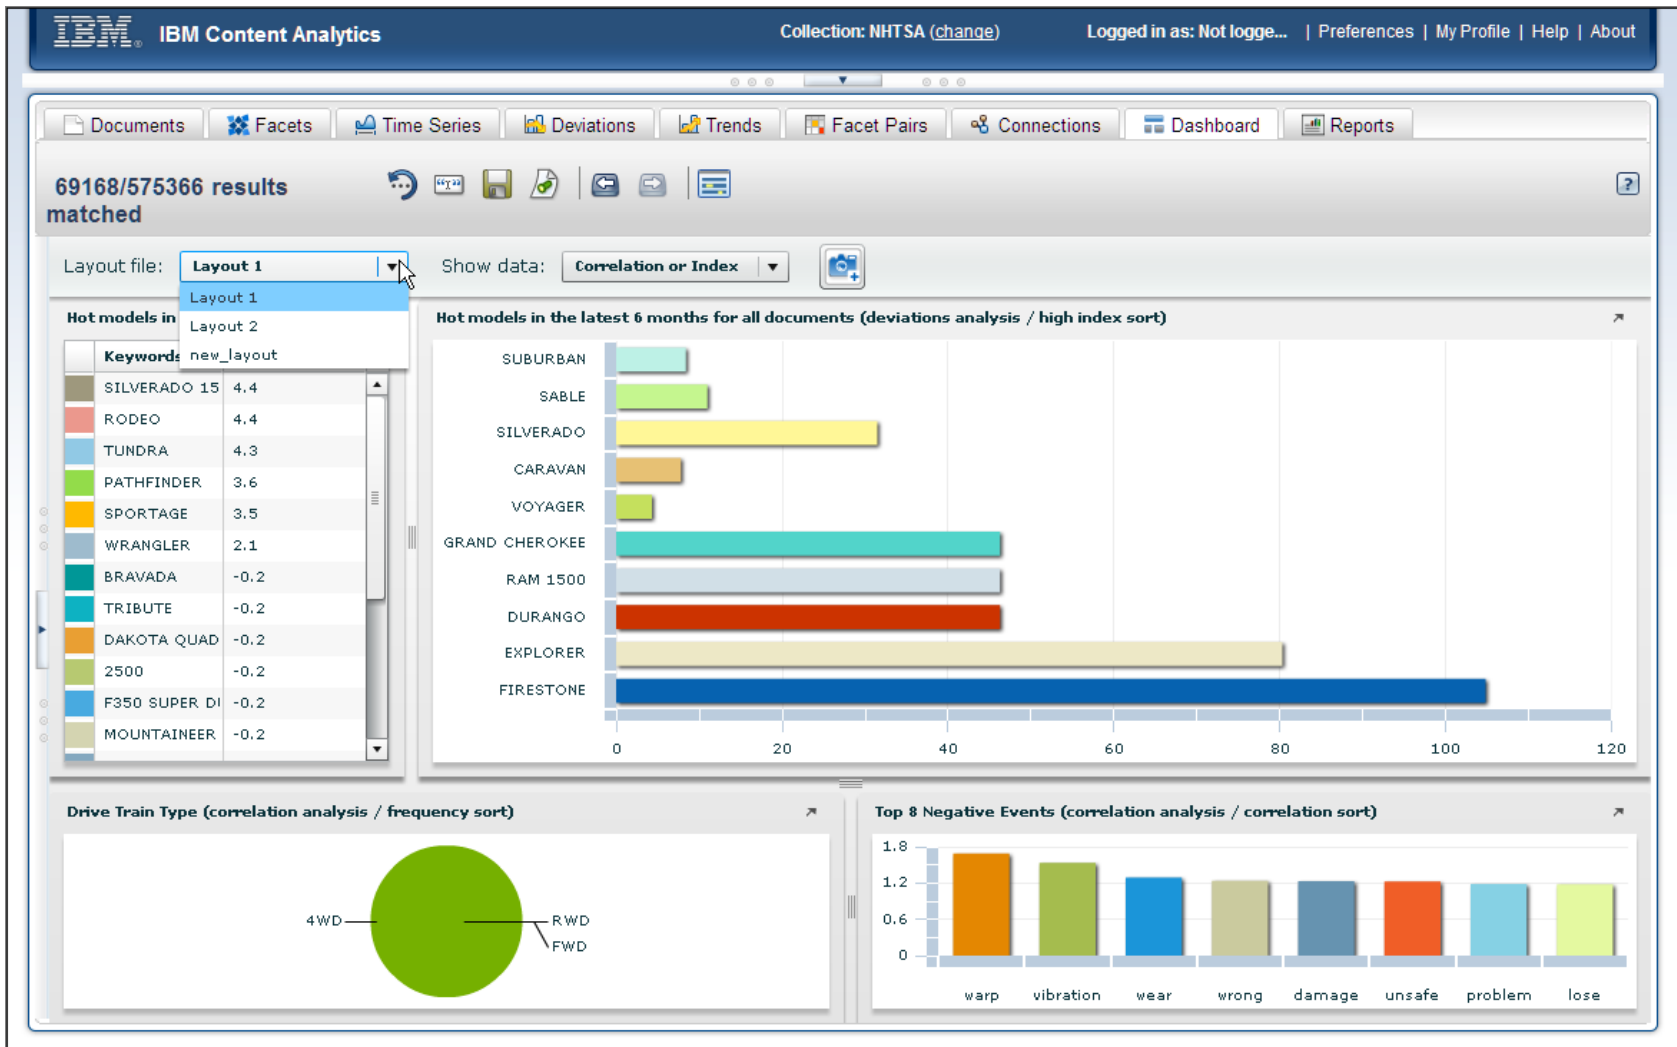 IBM® IBM Content Analytics
Collection: NHTSA (change)
Logged in as: Not logge... | Preferences | My Profile | Help | About
Documents
Facets
Time Series
Deviations
Trends
Facet Pairs
Connections
Dashboard
Reports
69168/575366 results
matched
Layout file: Layout 1
Show data: Correlation or Index
Layout 1
Layout 2
new_layout
Hot models in
Keywords
SILVERADO 15 4.4
RODEO 4.4
TUNDRA 4.3
PATHFINDER 3.6
SPORTAGE 3.5
WRANGLER 2.1
BRAVADA -0.2
TRIBUTE -0.2
DAKOTA QUAD -0.2
2500 -0.2
F350 SUPER -0.2
MOUNTAINEER -0.2
Hot models in the latest 6 months for all documents (deviations analysis / high index sort)
SUBURBAN
SABLE
SILVERADO
CARAVAN
VOYAGER
GRAND CHEROKEE
RAM 1500
DURANGO
EXPLORER
FIRESTONE
0 20 40 60 80 100 120
Drive Train Type (correlation analysis / frequency sort)
4WD
RWD
FWD
Top 8 Negative Events (correlation analysis / correlation sort)
1.8
1.2
0.6
0
warp vibration wear wrong damage unsafe problem lose